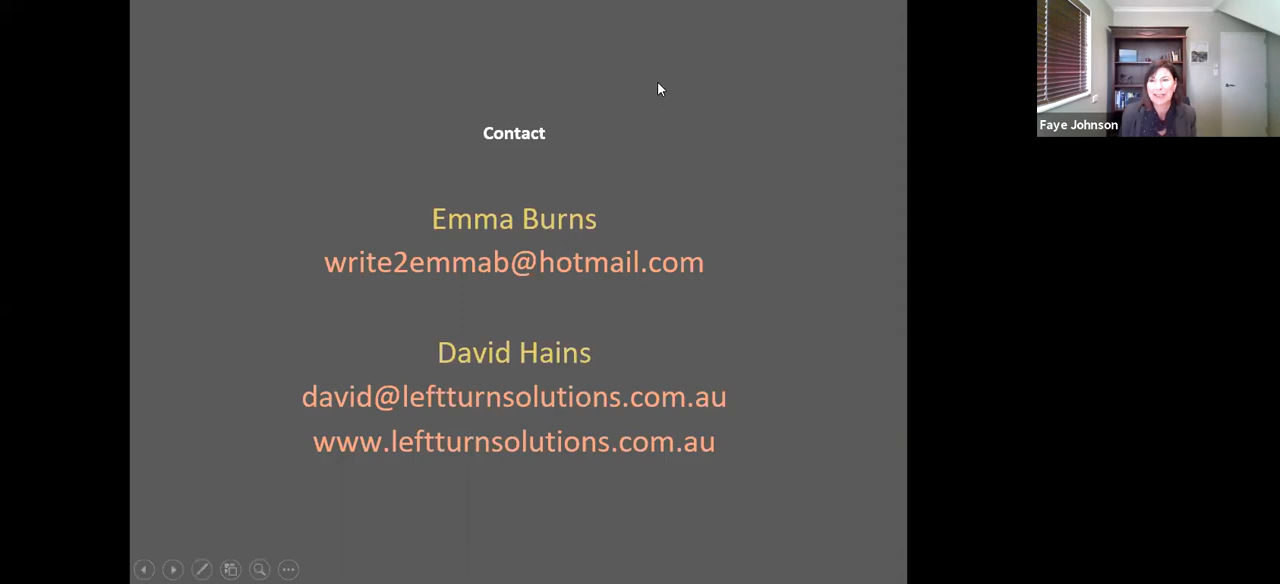 Contact
Emma Burns
write2emmab@hotmail.com
David Hains
david@leftturnsolutions.com.au
www.leftturnsolutions.com.au
Faye Johnson